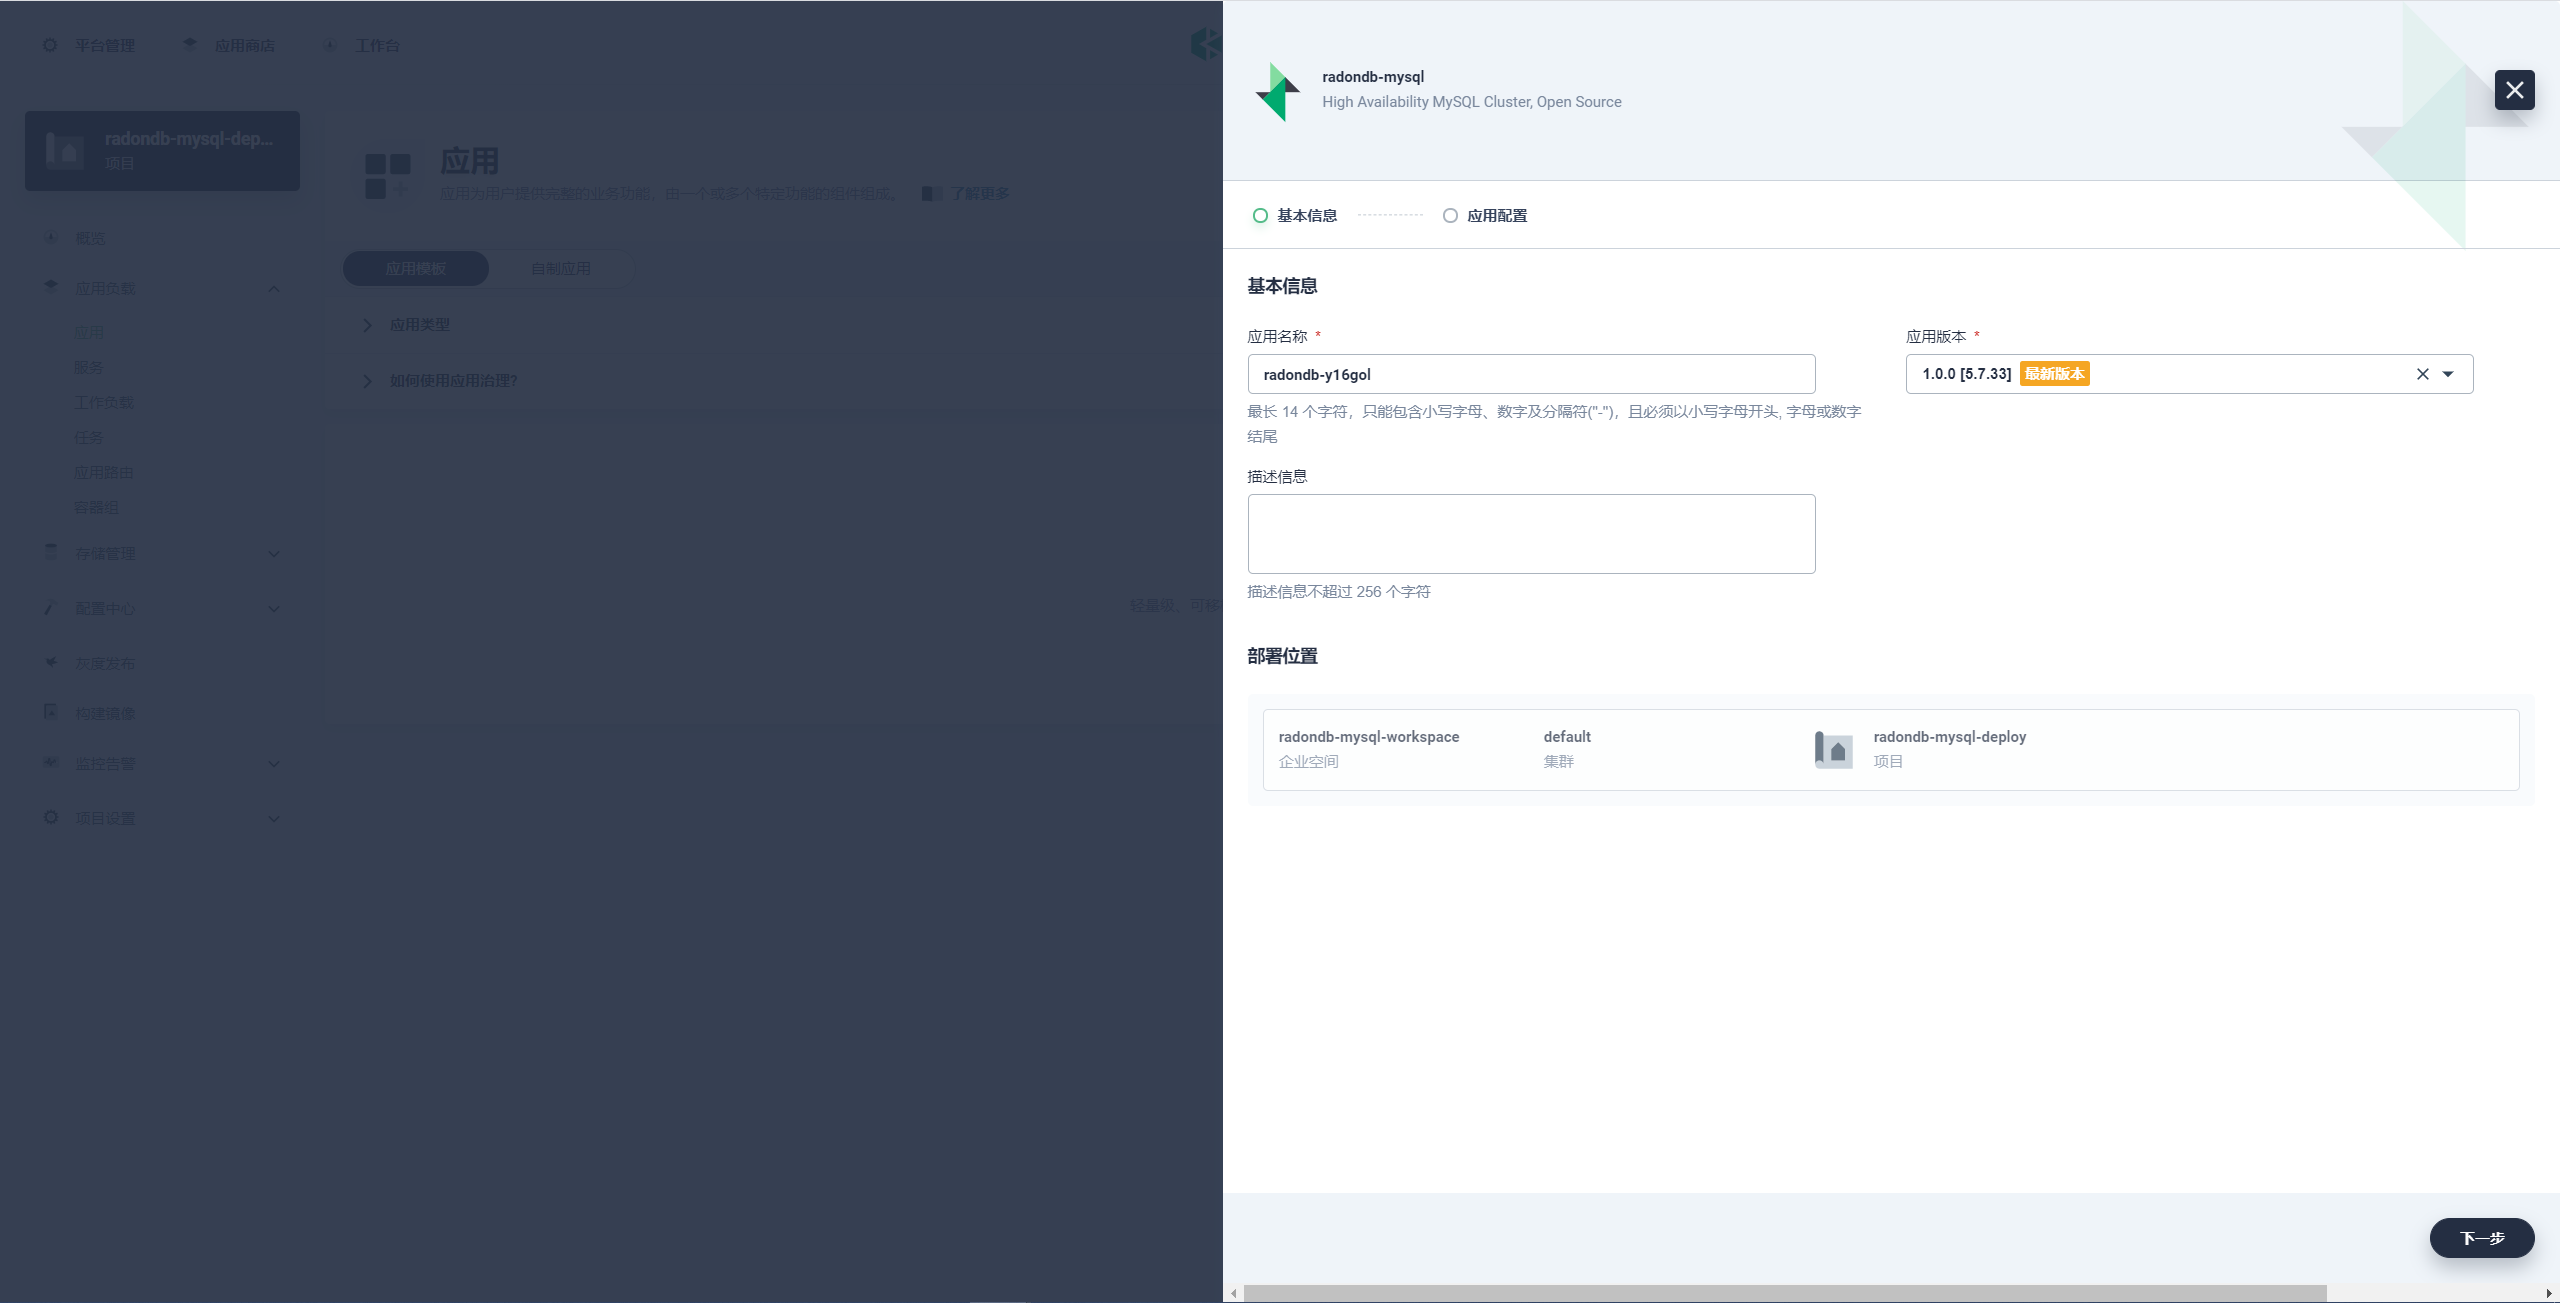 平台管理
应用商店
工作台
radondb-mysql-dep...
项目
概览
应用负载
应用
服务
工作负载
任务
应用路由
容器组
存储管理
配置中心
灰度发布
构建镜像
监控告警
项目设置
应用
应用为用户提供完整的业务功能，由一个或多个特定功能的组件组成。
了解更多
应用模板
自制应用
应用类型
如何使用应用治理?
轻量级、可移
radondb-mysql
High Availability MySQL Cluster, Open Source
基本信息
应用配置
基本信息
应用名称 *
radondb-y16gol
最长 14 个字符，只能包含小写字母、数字及分隔符("-")，且必须以小写字母开头, 字母或数字
结尾
应用版本 *
1.0.0 [5.7.33] 最新版本
描述信息
描述信息不超过 256 个字符
部署位置
radondb-mysql-workspace
企业空间
default
集群
radondb-mysql-deploy
项目
下一步